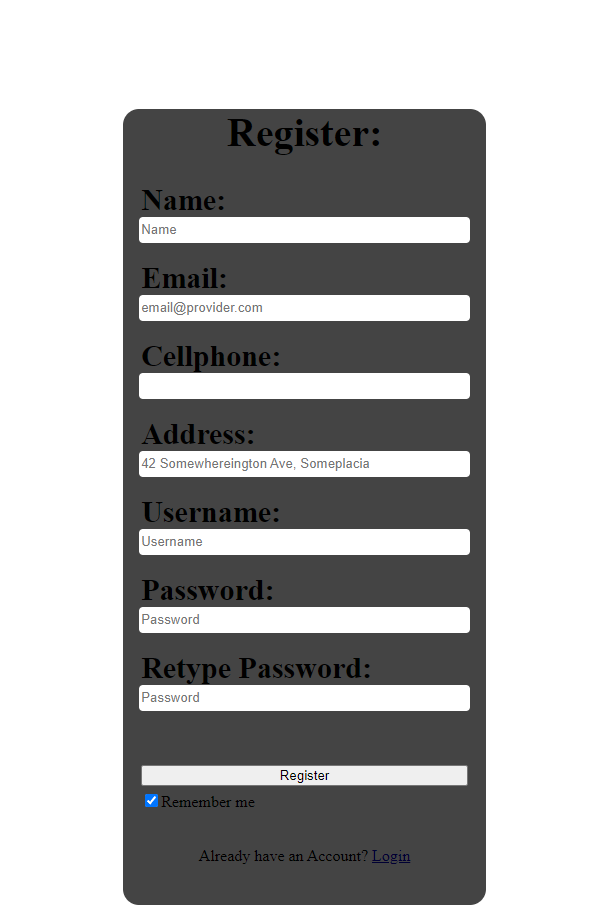 Register:
Name:
Name
Email:
email@provider.com
Cellphone:
Address:
42 Somewhereington Ave, Someplacia
Username:
Username
Password:
Password
Retype Password:
Password
Register
Remember me
Already have an Account? Login